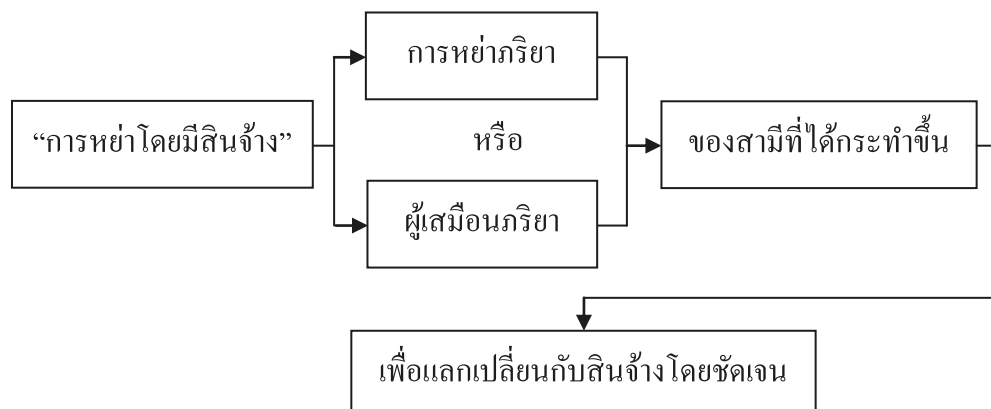 “การหย่าโดยมีสินจ้าง”
การหย่าภริยา
หรือ
ผู้เสมือนภริยา
ของสามีที่ได้กระทำขึ้น
เพื่อแลกเปลี่ยนกับสินจ้างโดยชัดเจน